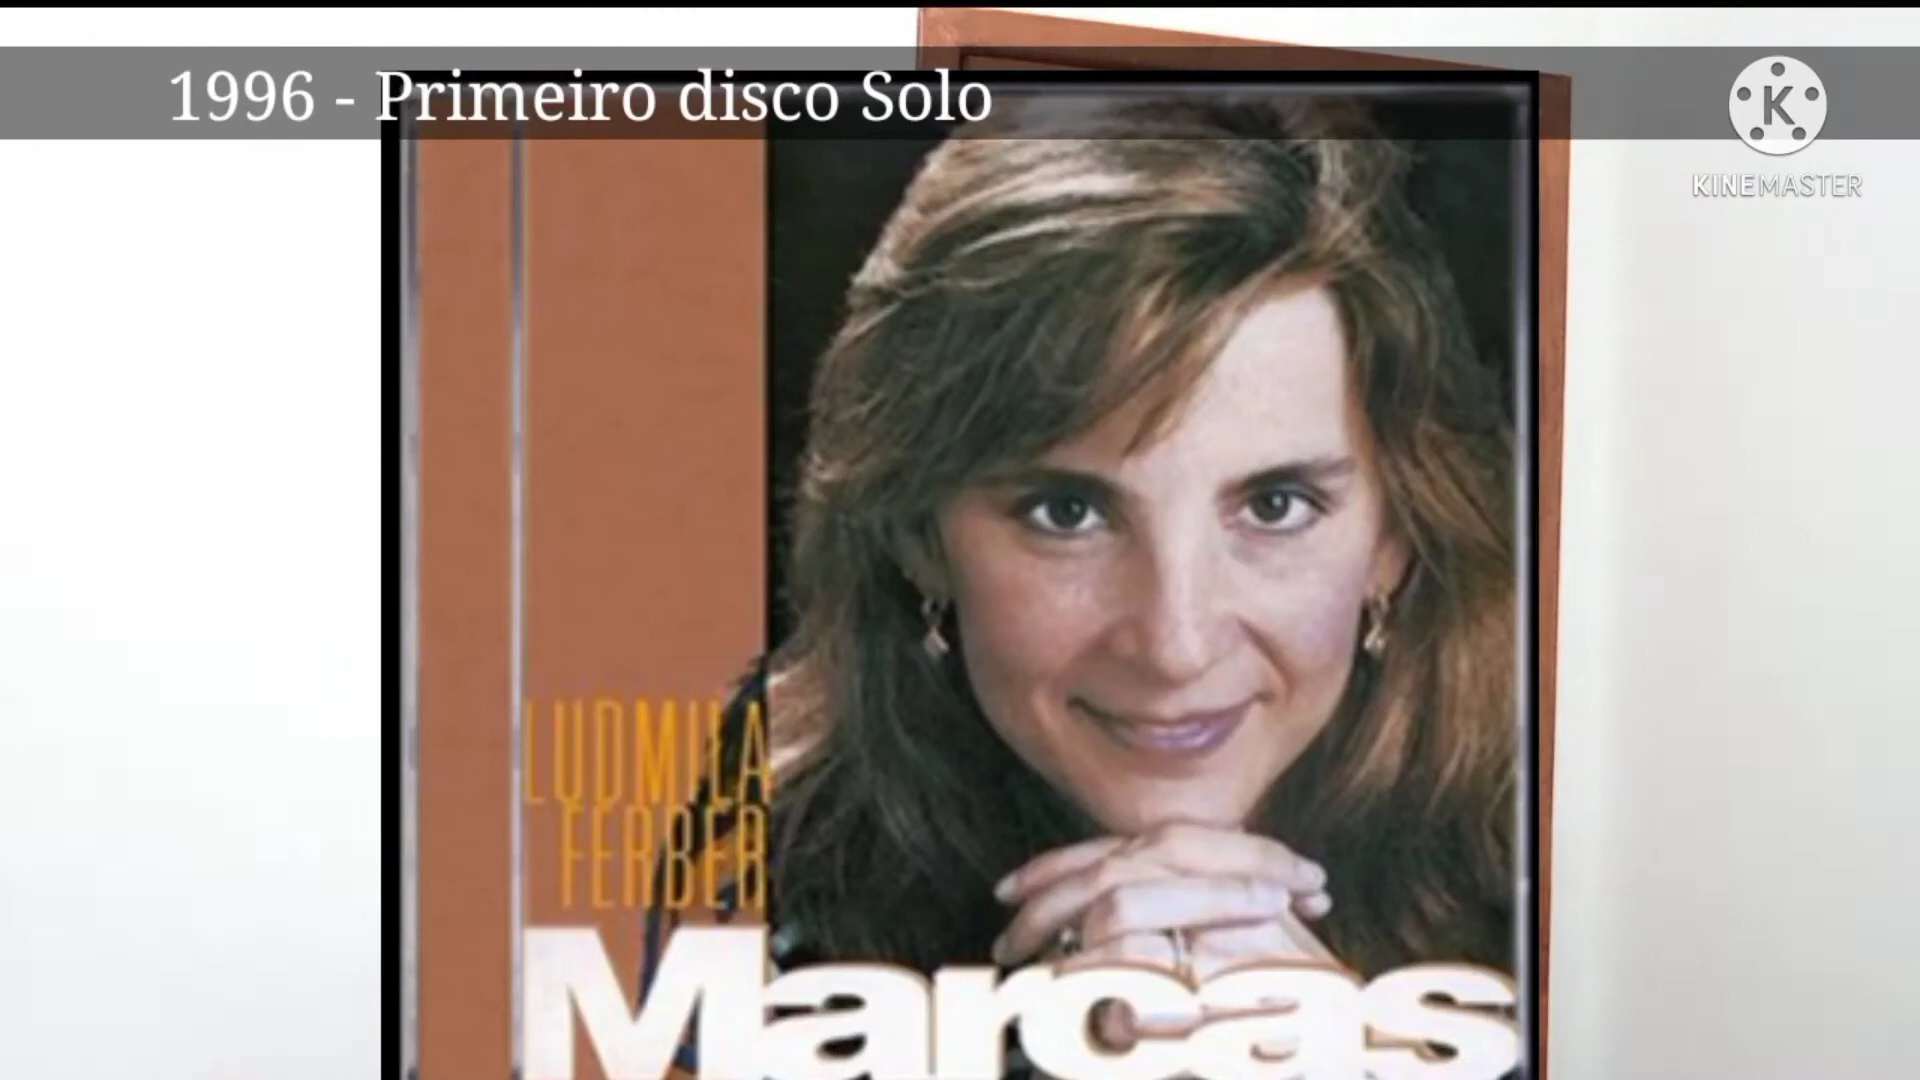 1996 - Primeiro disco Solo
K
KINEMASTER
LUDMILA
FERBER
Marcas